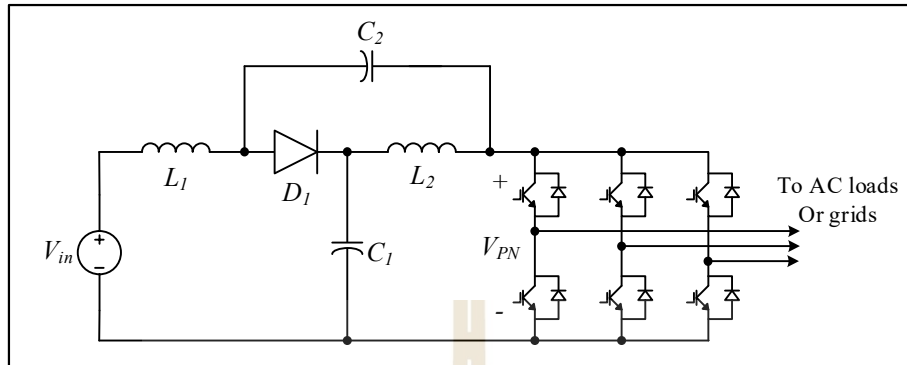 C2
L1
D1
L2
+
To AC loads
Or grids
Vin
+
−
C1
VPN
-